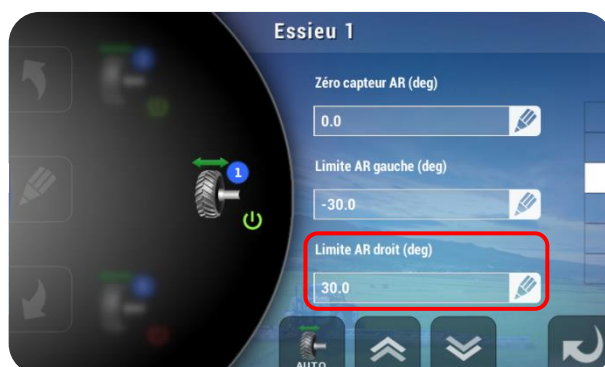 Essieu 1
Zéro capteur AR (deg)
0.0
Limite AR gauche (deg)
-30.0
1
Limite AR droit (deg)
30.0
AUTO